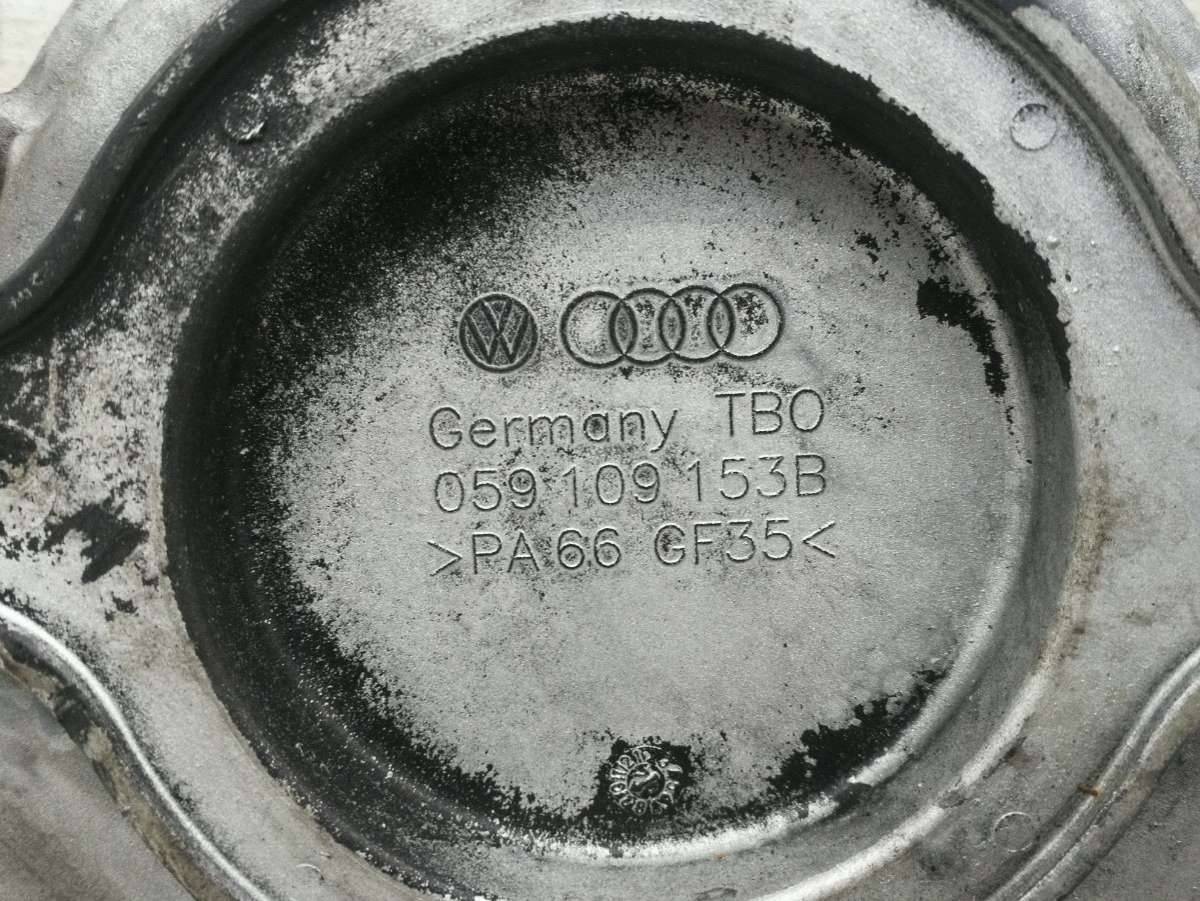 Germany TBO
059 109 153B
>PA 66 GF35<